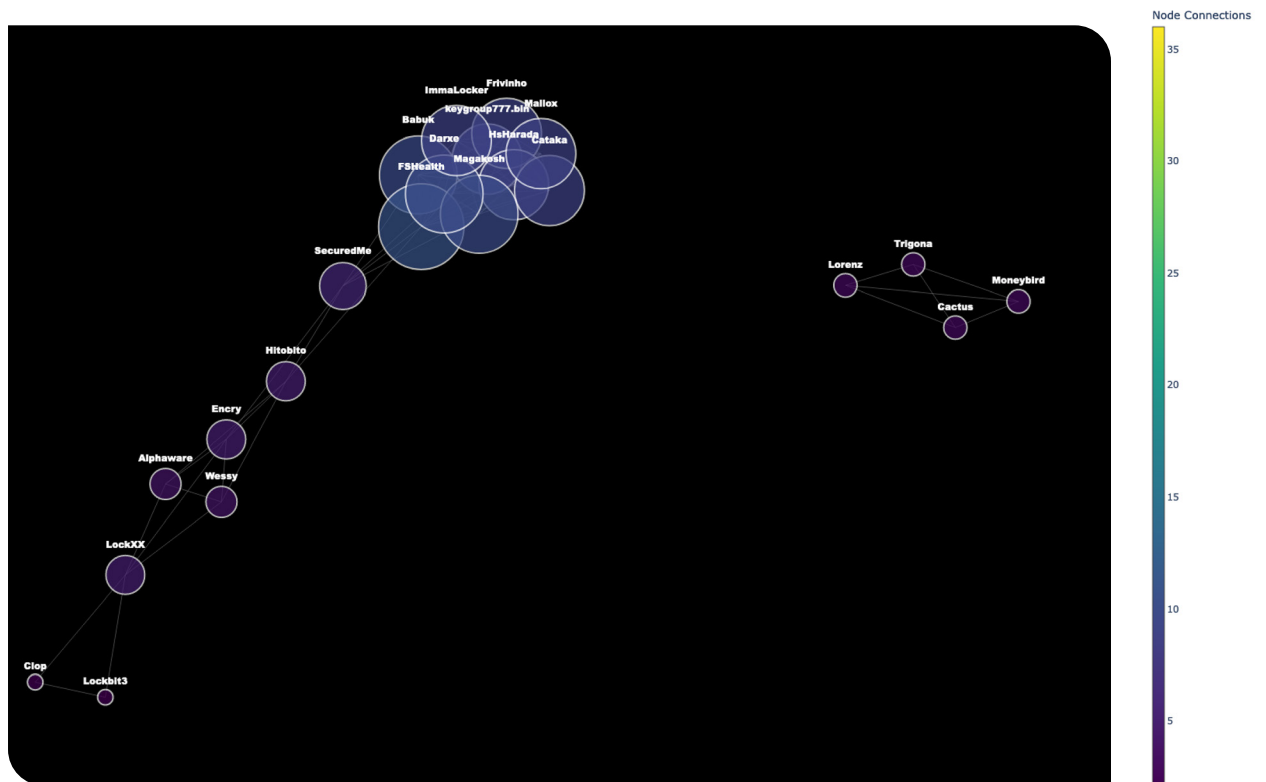 Node Connections
35
30
25
20
15
10
5
Frivinho
ImmaLocker
Mallox
keygroup777.bin
Babuk
HsHarada
Darxe
Cataka
Magakosh
FSHealth
SecuredMe
Trigona
Lorenz
Moneybird
Cactus
Hitobito
Encry
Alphaware
Wessy
LockXX
Clop
Lockbit3